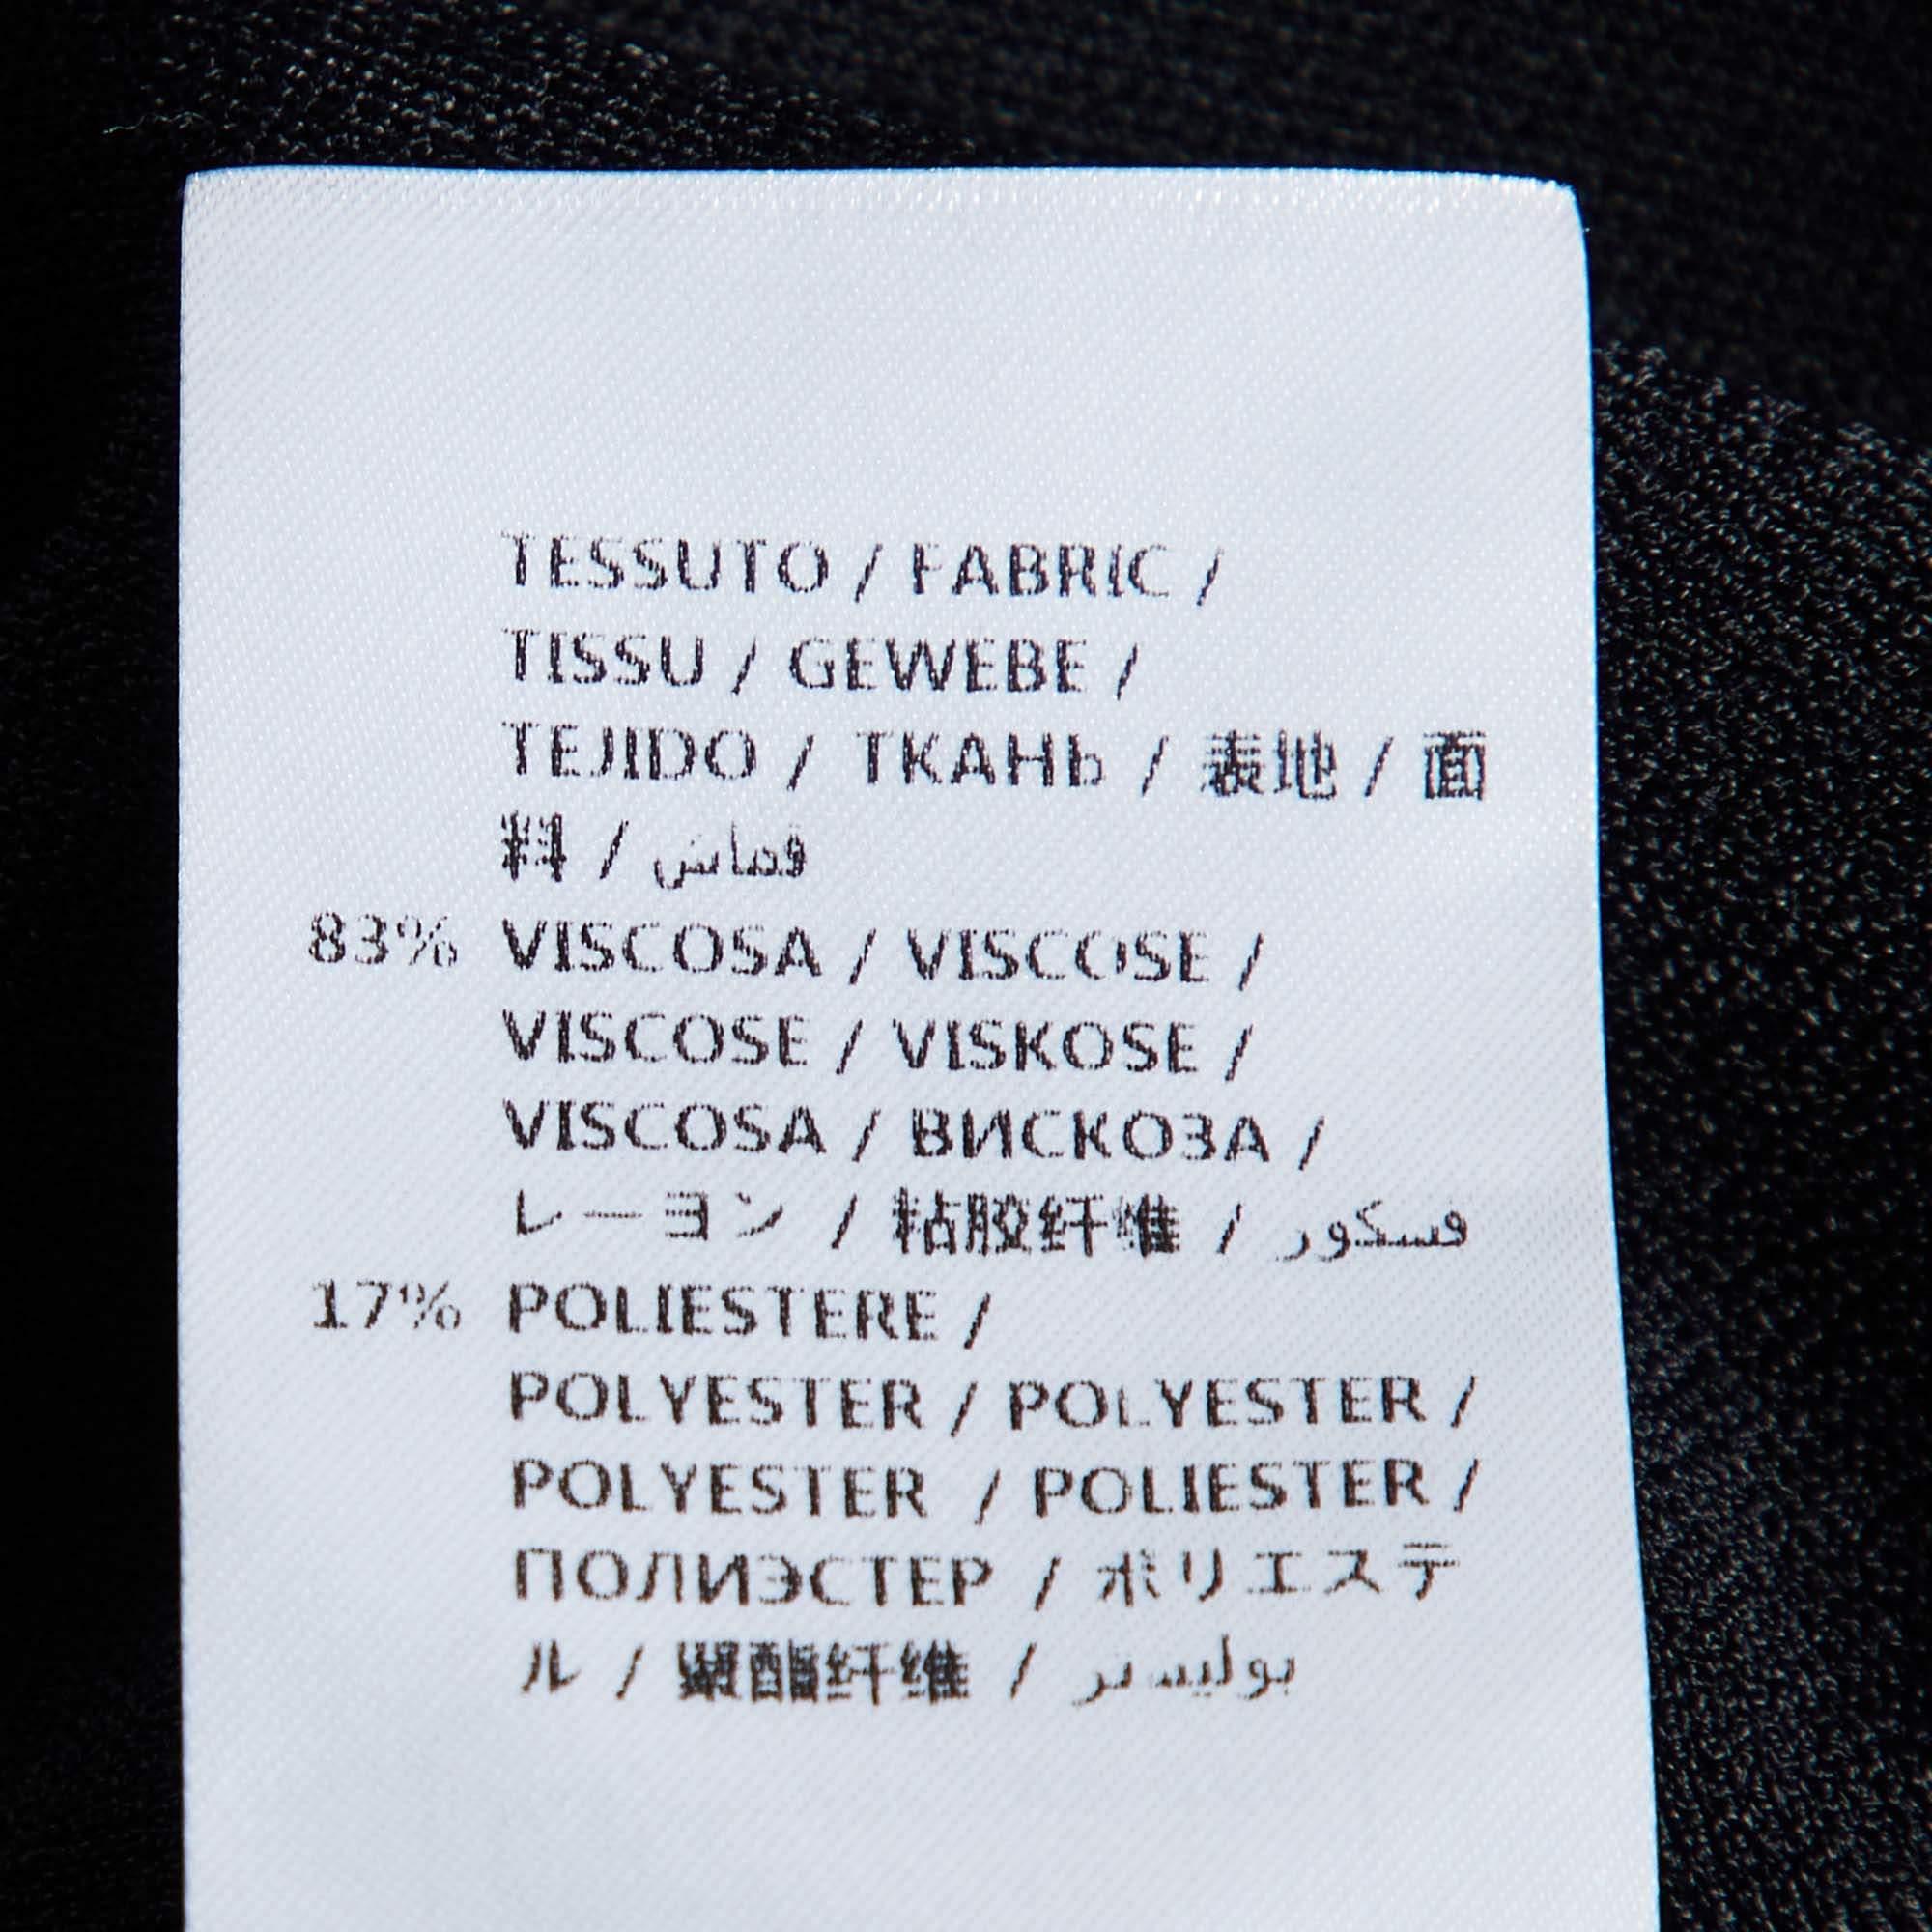 TESSUTO / FABRIC /
TISSU / GEWEBE /
TEJIDO / ТКАНЬ / 表地 / 面
料 / قماش
83% VISCOSA / VISCOSE /
VISCOSE / VISKOSE /
VISCOSA / ВИСКОЗА /
レーヨン / 粘胶纤维 / فسكور
17% POLIESTERE /
POLYESTER / POLYESTER /
POLYESTER / POLIESTER /
ПОЛИЭСТЕР / ポリエステ
ル / 聚酯纤维 / بوليستر